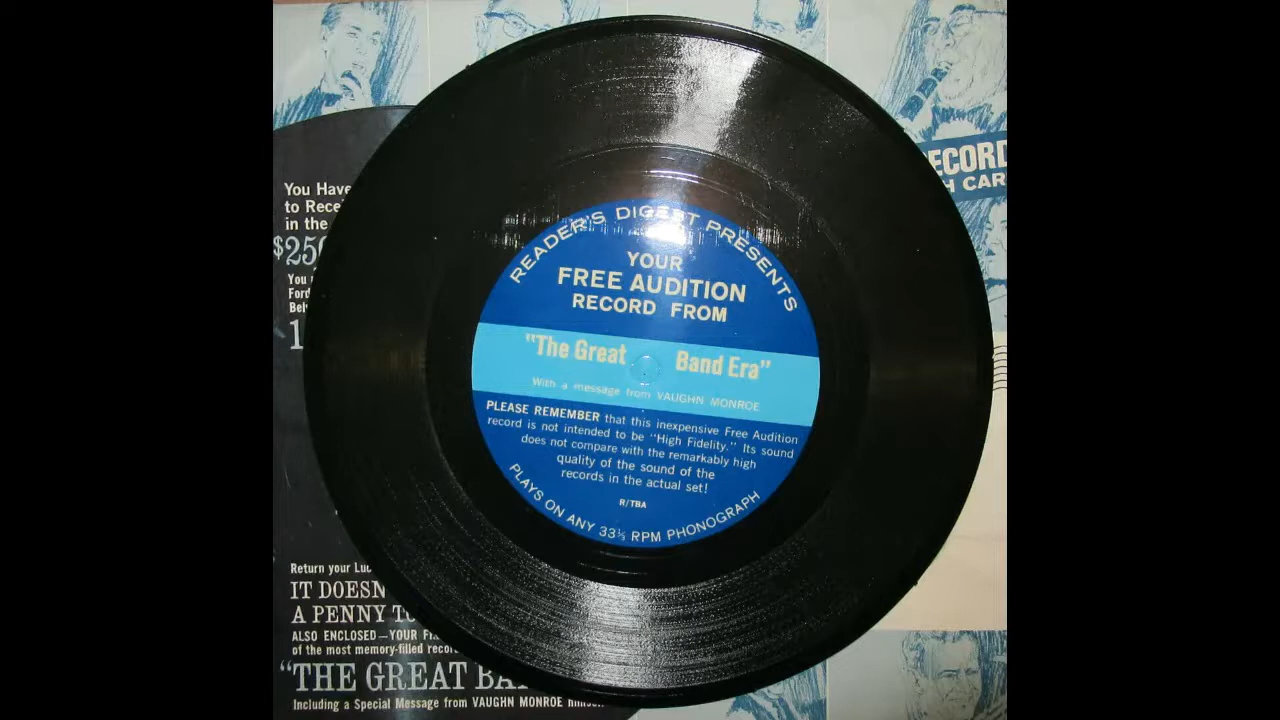 READER'S DIGEST PRESENTS
YOUR
FREE AUDITION
RECORD FROM
"The Great Band Era"
With a message from VAUGHN MONROE
PLEASE REMEMBER that this inexpensive Free Audition
record is not intended to be "High Fidelity." Its sound
does not compare with the remarkably high
quality of the sound of the
records in the actual set!
R/TBA
PLAYS ON ANY 33⅓ RPM PHONOGRAPH
You Have
to
in the
$250
You
Ford
1
Return your
IT
A PENNY
ALSO ENCLOSED—YOUR
of the most memory-filled
"THE GREAT
Including a Special Message from VAUGHN MONROE